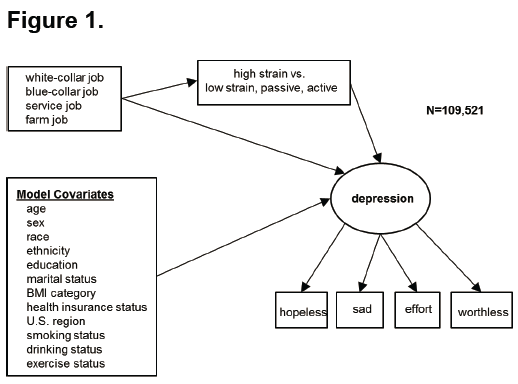 Figure 1.
white-collar job
blue-collar job
service job
farm job
high strain vs.
low strain, passive, active
N=109,521
Model Covariates
age
sex
race
ethnicity
education
marital status
BMI category
health insurance status
U.S. region
smoking status
drinking status
exercise status
depression
hopeless
sad
effort
worthless